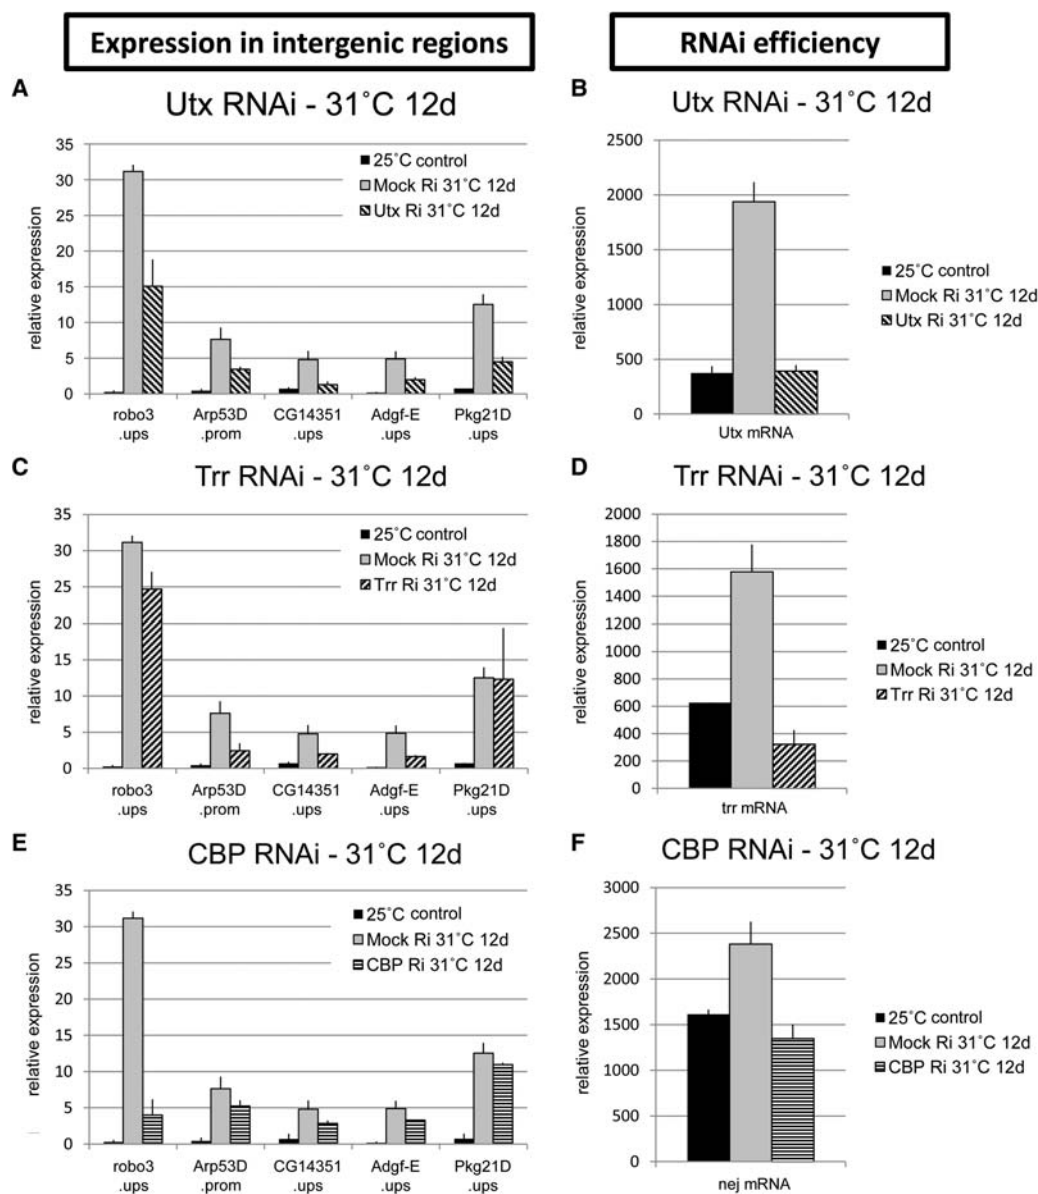 Expression in intergenic regions
RNAi efficiency
A
Utx RNAi - 31˚C 12d
relative expression
35
30
25
20
15
10
5
0
25˚C control
Mock Ri 31˚C 12d
Utx Ri 31˚C 12d
robo3 Arp53D CG14351 Adgf-E Pkg21D
.ups .prom .ups .ups .ups
B
Utx RNAi - 31˚C 12d
relative expression
2500
2000
1500
1000
500
0
25˚C control
Mock Ri 31˚C 12d
Utx Ri 31˚C 12d
Utx mRNA
C
Trr RNAi - 31˚C 12d
relative expression
35
30
25
20
15
10
5
0
25˚C control
Mock Ri 31˚C 12d
Trr Ri 31˚C 12d
robo3 Arp53D CG14351 Adgf-E Pkg21D
.ups .prom .ups .ups .ups
D
Trr RNAi - 31˚C 12d
relative expression
2000
1800
1600
1400
1200
1000
800
600
400
200
0
25˚C control
Mock Ri 31˚C 12d
Trr Ri 31˚C 12d
trr mRNA
E
CBP RNAi - 31˚C 12d
relative expression
35
30
25
20
15
10
5
0
25˚C control
Mock Ri 31˚C 12d
CBP Ri 31˚C 12d
robo3 Arp53D CG14351 Adgf-E Pkg21D
.ups .prom .ups .ups .ups
F
CBP RNAi - 31˚C 12d
relative expression
3000
2500
2000
1500
1000
500
0
25˚C control
Mock Ri 31˚C 12d
CBP Ri 31˚C 12d
nej mRNA